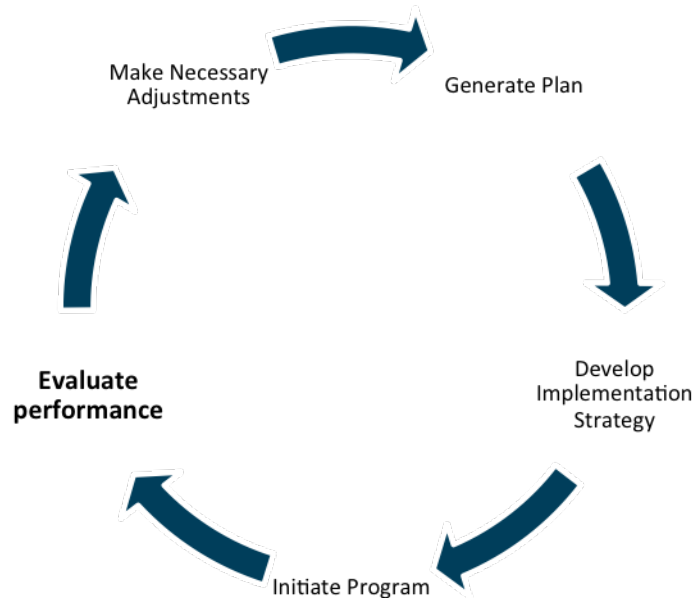 Make Necessary
Adjustments
Generate Plan
Develop
Implementation
Strategy
Initiate Program
Evaluate
performance